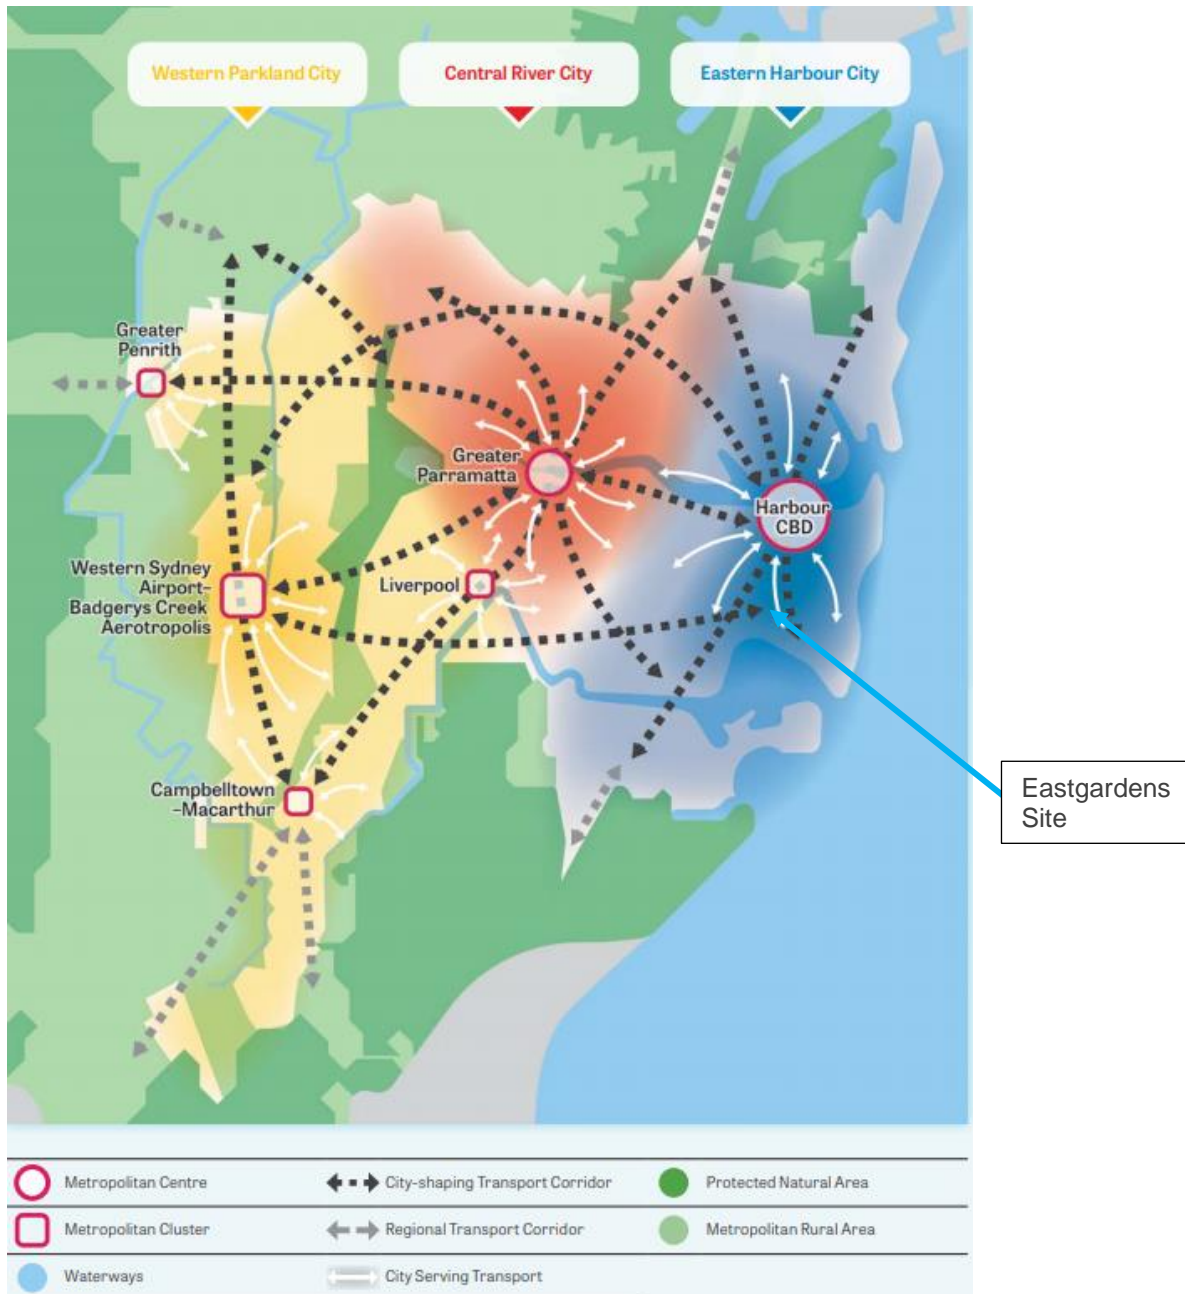 Western Parkland City
Central River City
Eastern Harbour City
Greater
Penrith
Greater
Parramatta
Harbour
CBD
Western Sydney
Airport–
Badgerys Creek
Aerotropolis
Liverpool
Campbelltown
–Macarthur
Eastgardens
Site
Metropolitan Centre
City-shaping Transport Corridor
Protected Natural Area
Metropolitan Cluster
Regional Transport Corridor
Metropolitan Rural Area
Waterways
City Serving Transport